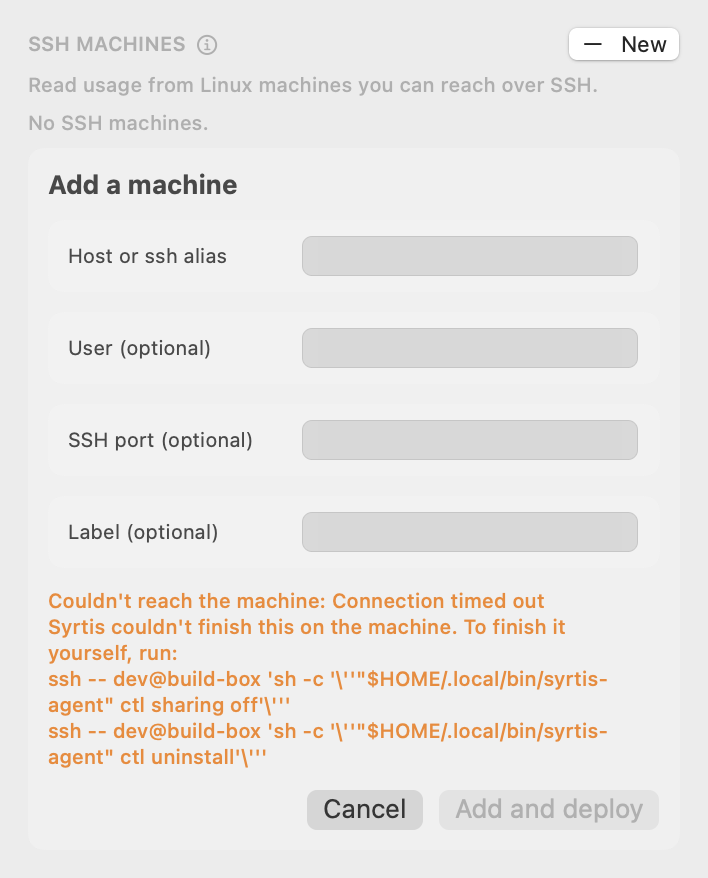 SSH MACHINES
New
Read usage from Linux machines you can reach over SSH.
No SSH machines.
Add a machine
Host or ssh alias
User (optional)
SSH port (optional)
Label (optional)
Couldn't reach the machine: Connection timed out
Syrtis couldn't finish this on the machine. To finish it
yourself, run:
ssh -- dev@build-box 'sh -c '\''"$HOME/.local/bin/syrtis-
agent" ctl sharing off'\'''
ssh -- dev@build-box 'sh -c '\''"$HOME/.local/bin/syrtis-
agent" ctl uninstall'\'''
Cancel
Add and deploy